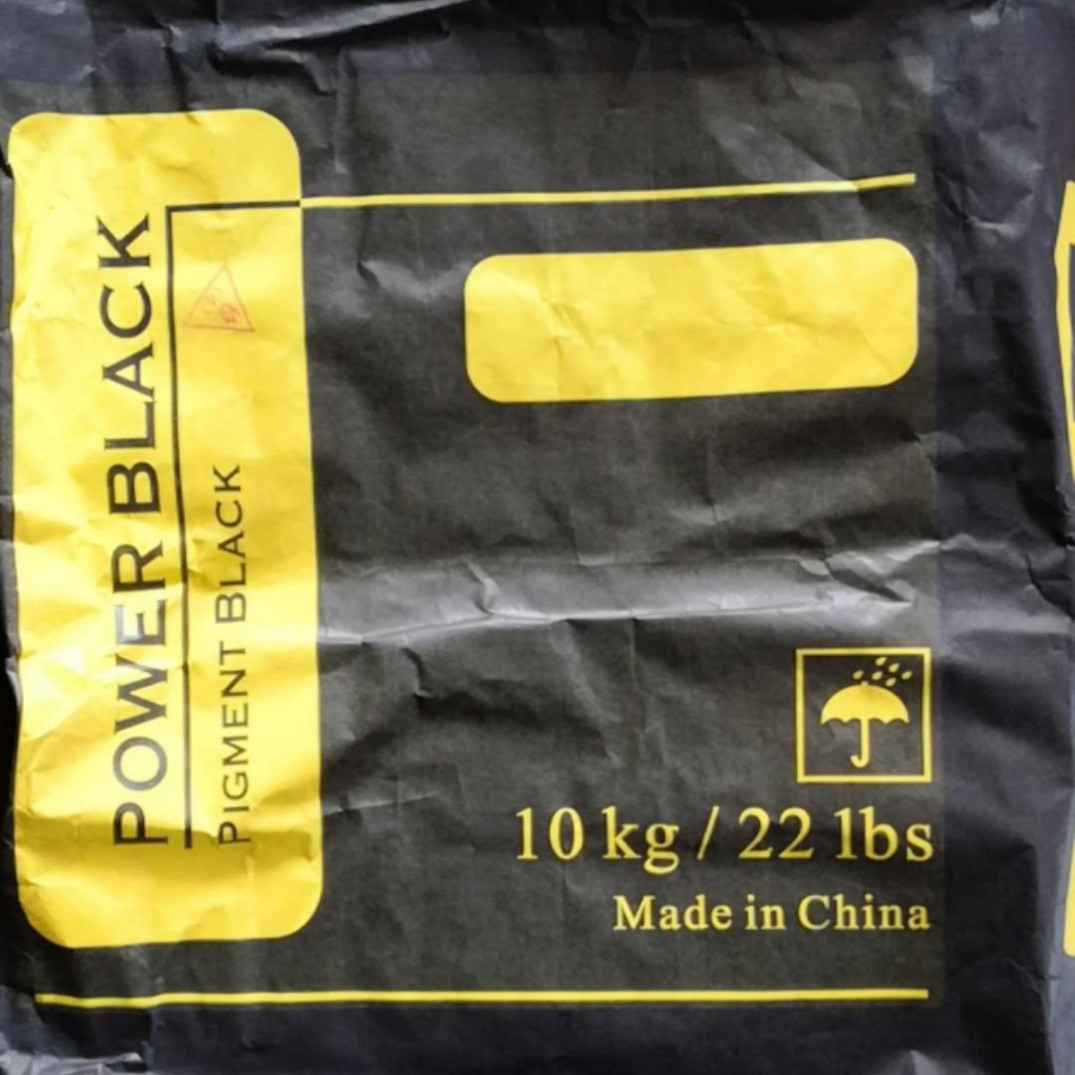 POWER BLACK
PIGMENT BLACK
10 kg / 22 lbs
Made in China